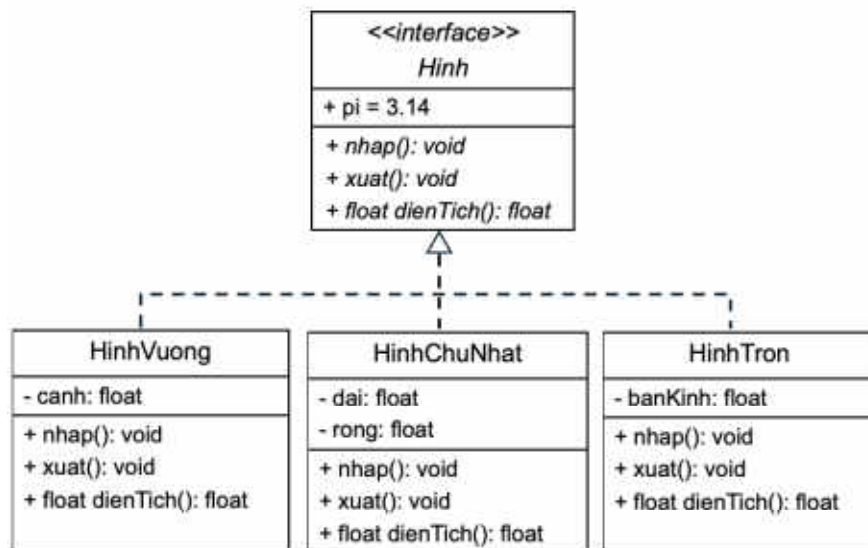 <<interface>>
Hinh
+ pi = 3.14
+ nhap(): void
+ xuat(): void
+ float dienTich(): float
HinhVuong
- canh: float
+ nhap(): void
+ xuat(): void
+ float dienTich(): float
HinhChuNhat
- dai: float
- rong: float
+ nhap(): void
+ xuat(): void
+ float dienTich(): float
HinhTron
- banKinh: float
+ nhap(): void
+ xuat(): void
+ float dienTich(): float